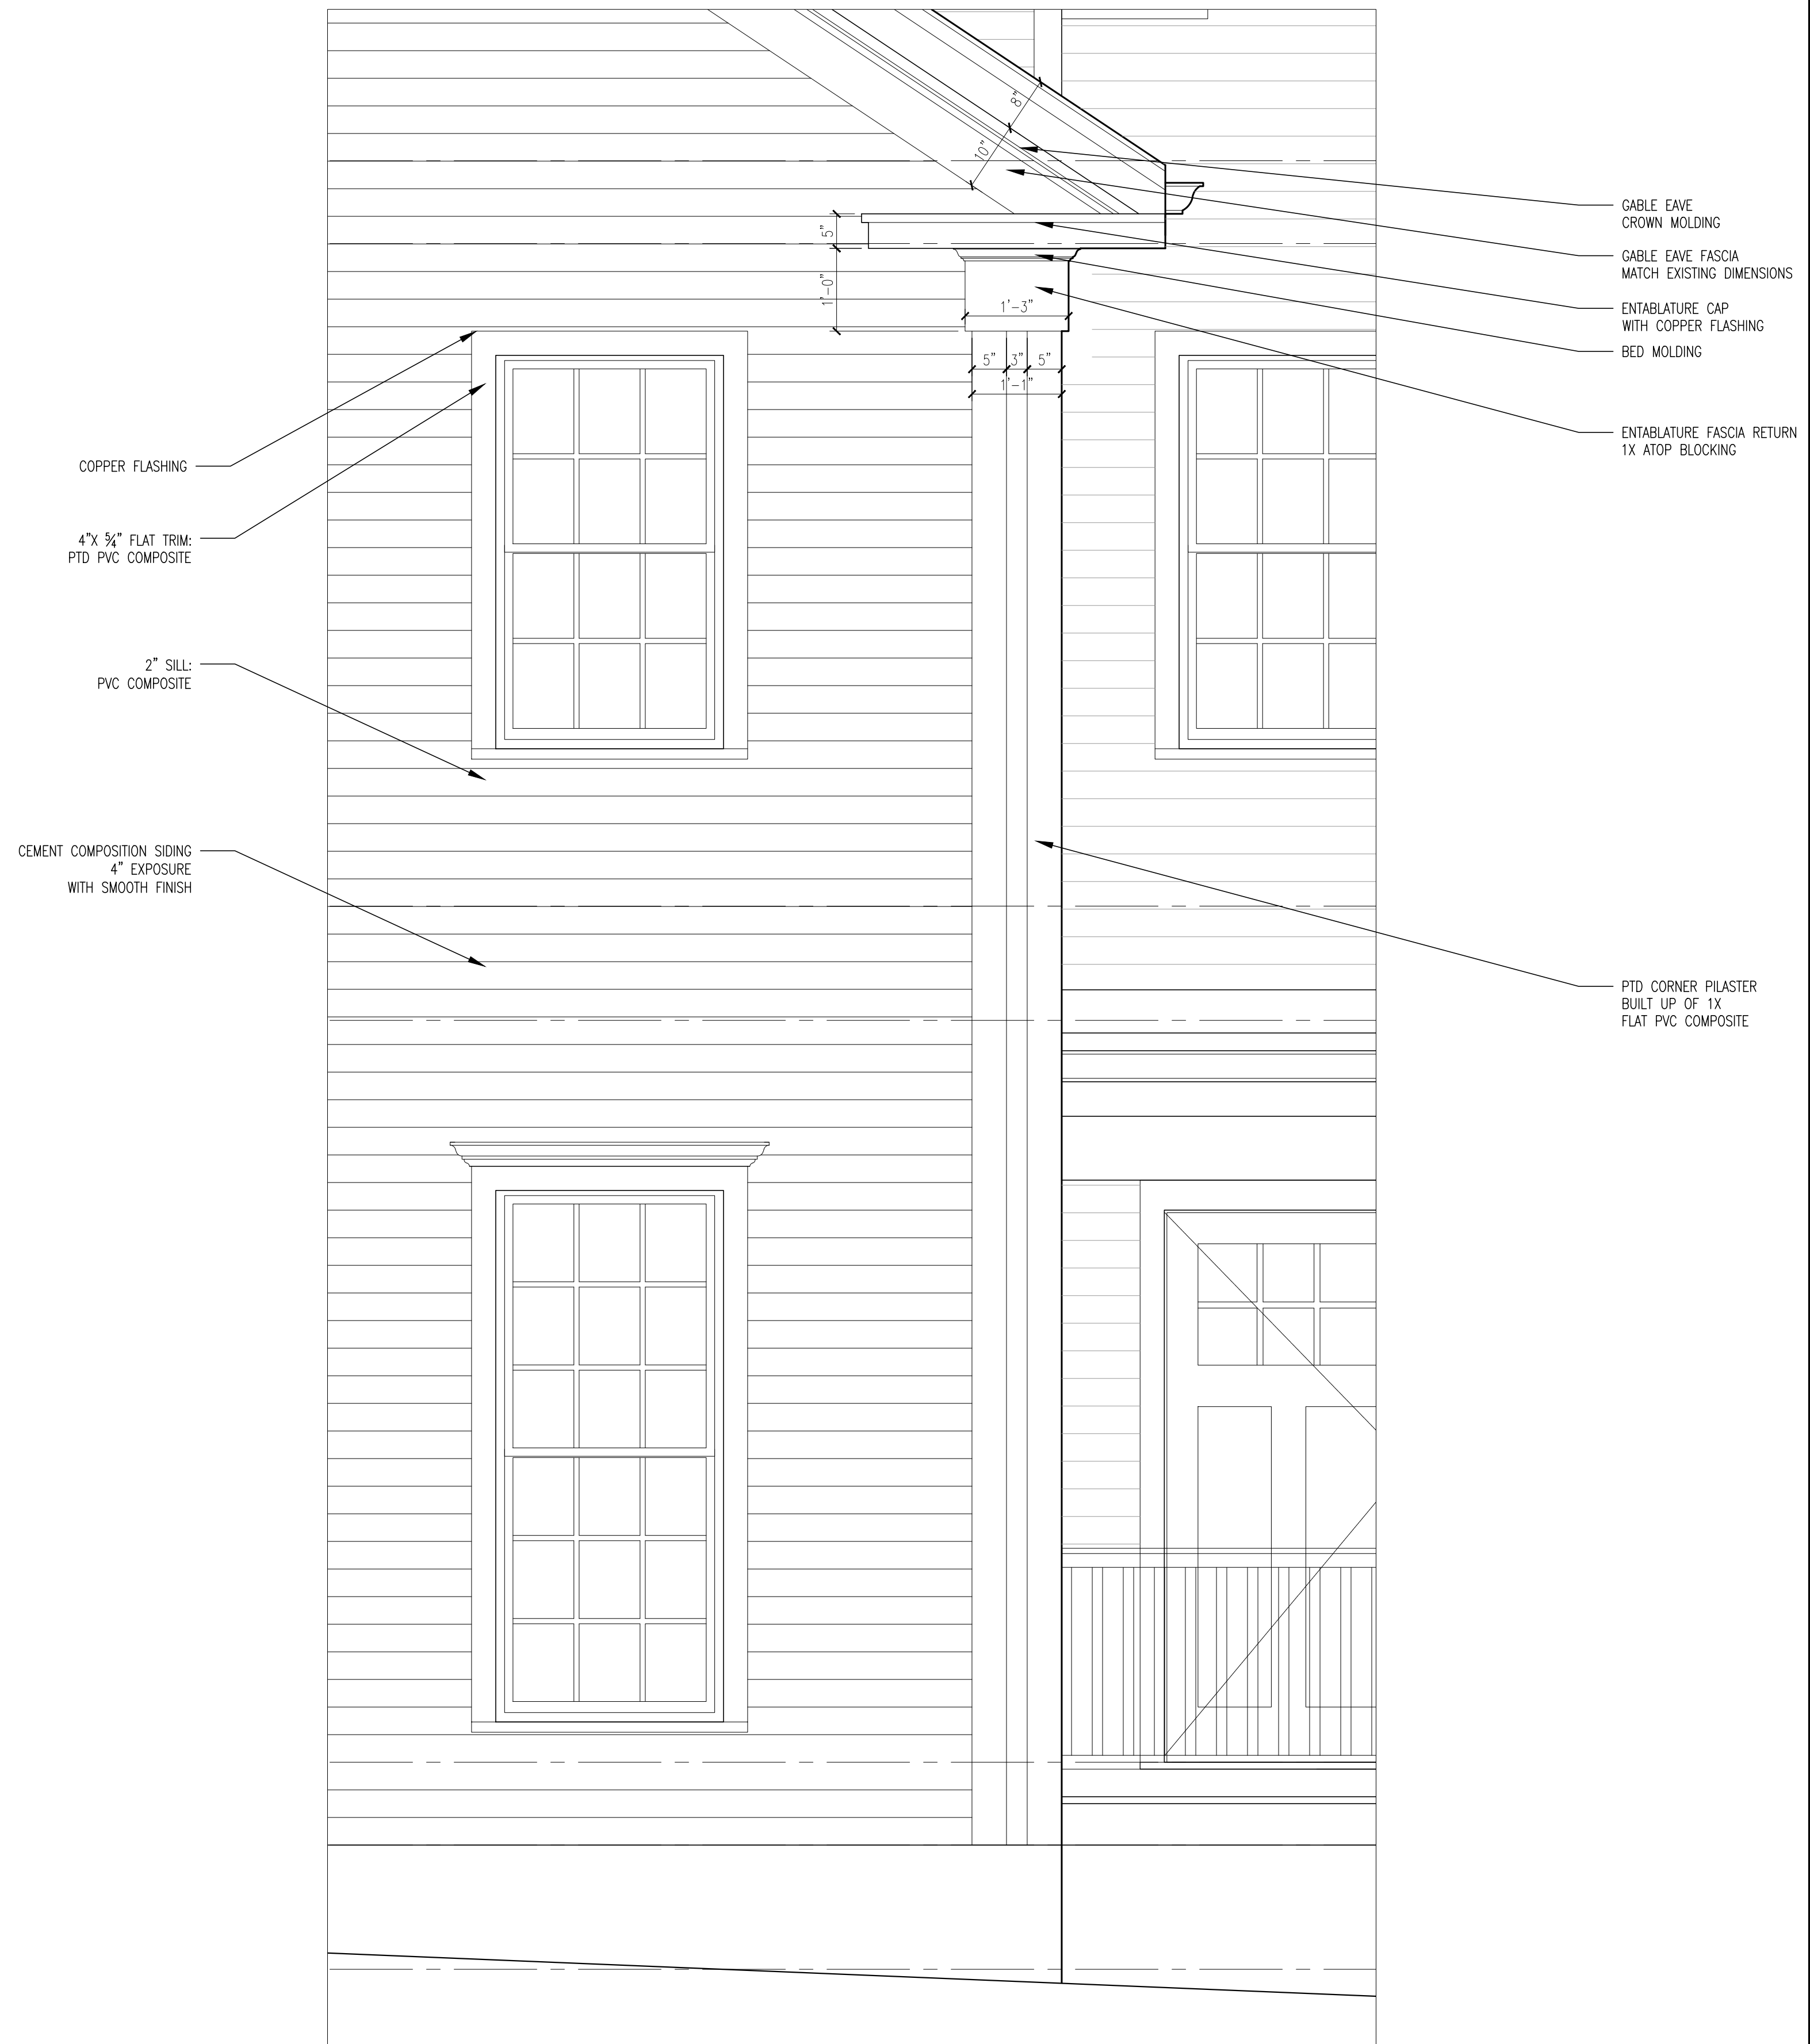 8"
10"
GABLE EAVE
CROWN MOLDING
5"
GABLE EAVE FASCIA
MATCH EXISTING DIMENSIONS
1'-0"
1'-3"
ENTABLATURE CAP
WITH COPPER FLASHING
BED MOLDING
5" 3" 5"
1'-1"
ENTABLATURE FASCIA RETURN
1X ATOP BLOCKING
COPPER FLASHING
4"X 5/4" FLAT TRIM:
PTD PVC COMPOSITE
2" SILL:
PVC COMPOSITE
CEMENT COMPOSITION SIDING
4" EXPOSURE
WITH SMOOTH FINISH
PTD CORNER PILASTER
BUILT UP OF 1X
FLAT PVC COMPOSITE